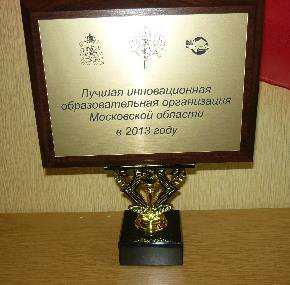 Лучшая инновационная
образовательная организация
Московской области
в 2013 году